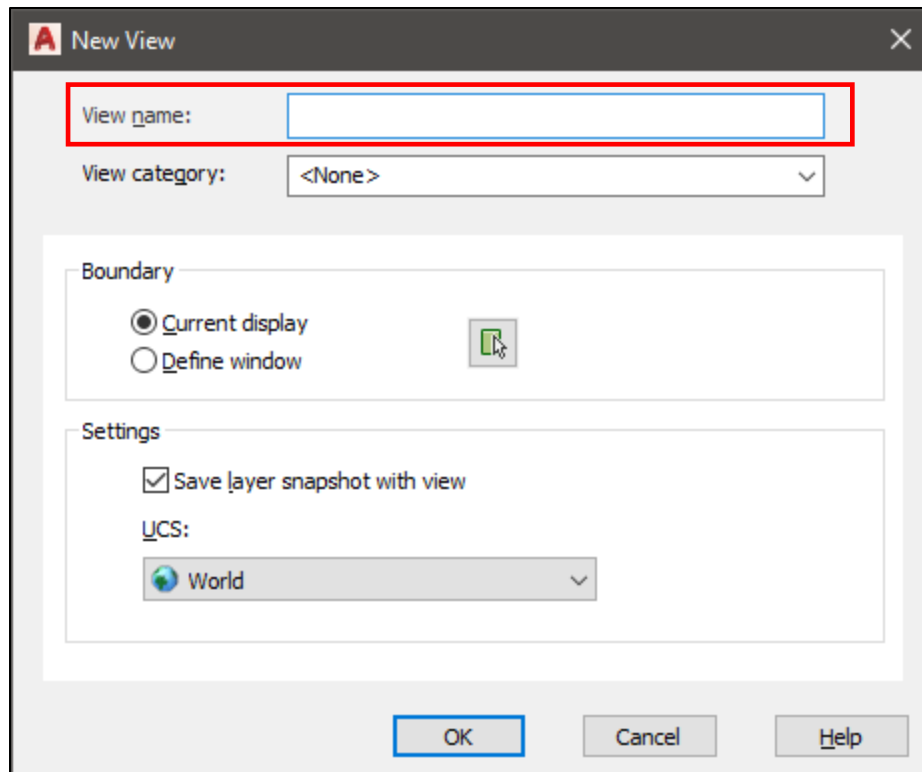 New View
View name:
View category: <None>
Boundary
Current display
Define window
Settings
Save layer snapshot with view
UCS:
World
OK Cancel Help